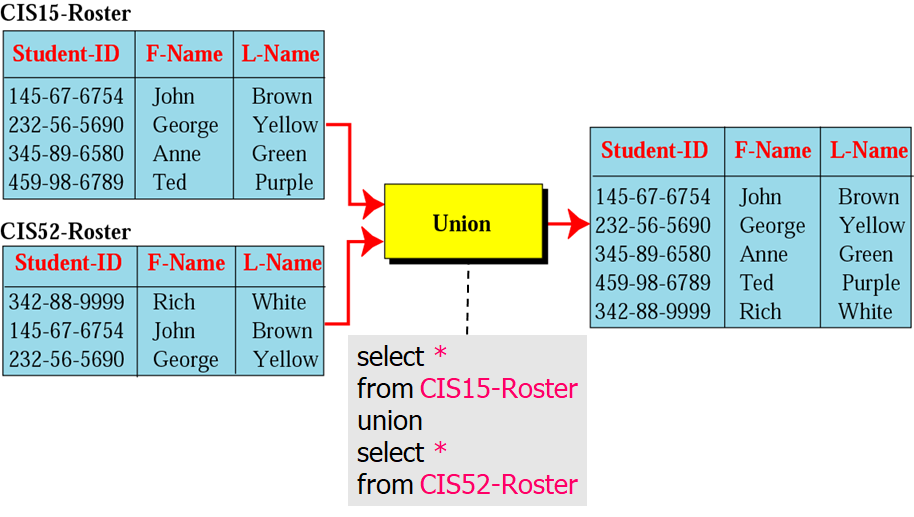 CIS15-Roster
Student-ID F-Name L-Name
145-67-6754 John Brown
232-56-5690 George Yellow
345-89-6580 Anne Green
459-98-6789 Ted Purple
CIS52-Roster
Student-ID F-Name L-Name
342-88-9999 Rich White
145-67-6754 John Brown
232-56-5690 George Yellow
Union
select *
from CIS15-Roster
union
select *
from CIS52-Roster
Student-ID F-Name L-Name
145-67-6754 John Brown
232-56-5690 George Yellow
345-89-6580 Anne Green
459-98-6789 Ted Purple
342-88-9999 Rich White